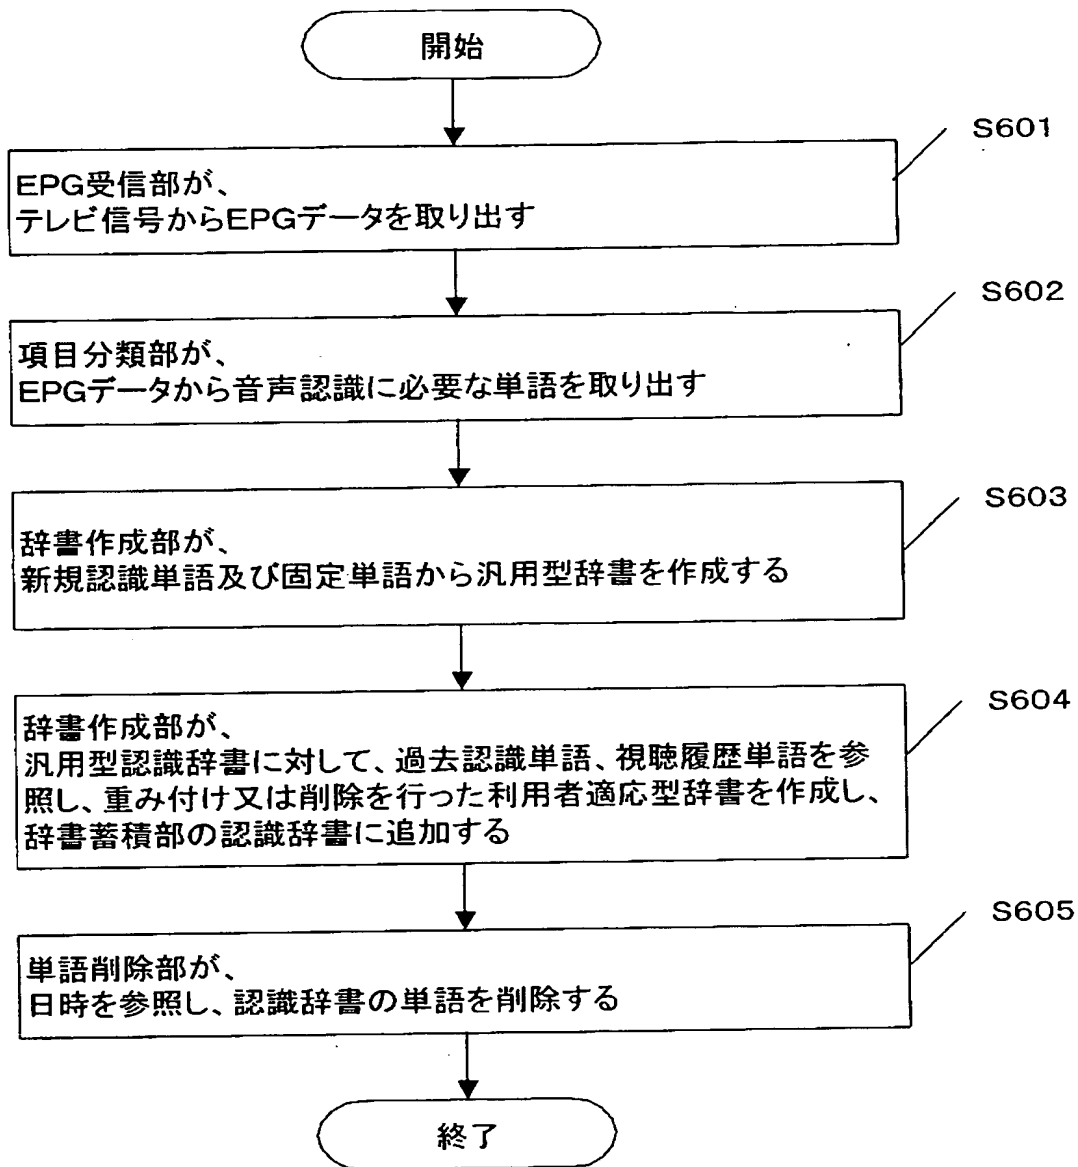 開始
S601
EPG受信部が、
テレビ信号からEPGデータを取り出す
S602
項目分類部が、
EPGデータから音声認識に必要な単語を取り出す
S603
辞書作成部が、
新規認識単語及び固定単語から汎用型辞書を作成する
S604
辞書作成部が、
汎用型認識辞書に対して、過去認識単語、視聴履歴単語を参
照し、重み付け又は削除を行った利用者適応型辞書を作成し、
辞書蓄積部の認識辞書に追加する
S605
単語削除部が、
日時を参照し、認識辞書の単語を削除する
終了